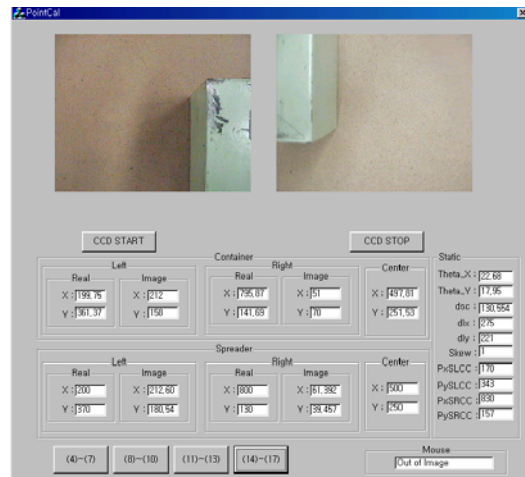 PointCal
CCD START
CCD STOP
Container
Left
Right
Center
Real
Image
Real
Image
X : 199,75
X : 212
X : 795,87
X : 51
X : 497,81
Y : 361,37
Y : 158
Y : 141,69
Y : 70
Y : 251,53
Spreader
Left
Right
Center
Real
Image
Real
Image
X : 200
X : 212,60
X : 800
X : 61,392
X : 500
Y : 370
Y : 180,54
Y : 130
Y : 39,457
Y : 250
Static
Theta_X : 22,68
Theta_Y : 17,95
dsc : 130,554
dlx : 275
dly : 221
Skew : 1
PxSLCC : 170
PySLCC : 343
PxSRCC : 830
PySRCC : 157
(4)~(7)
(8)~(10)
(11)~(13)
(14)~(17)
Mouse
Out of Image